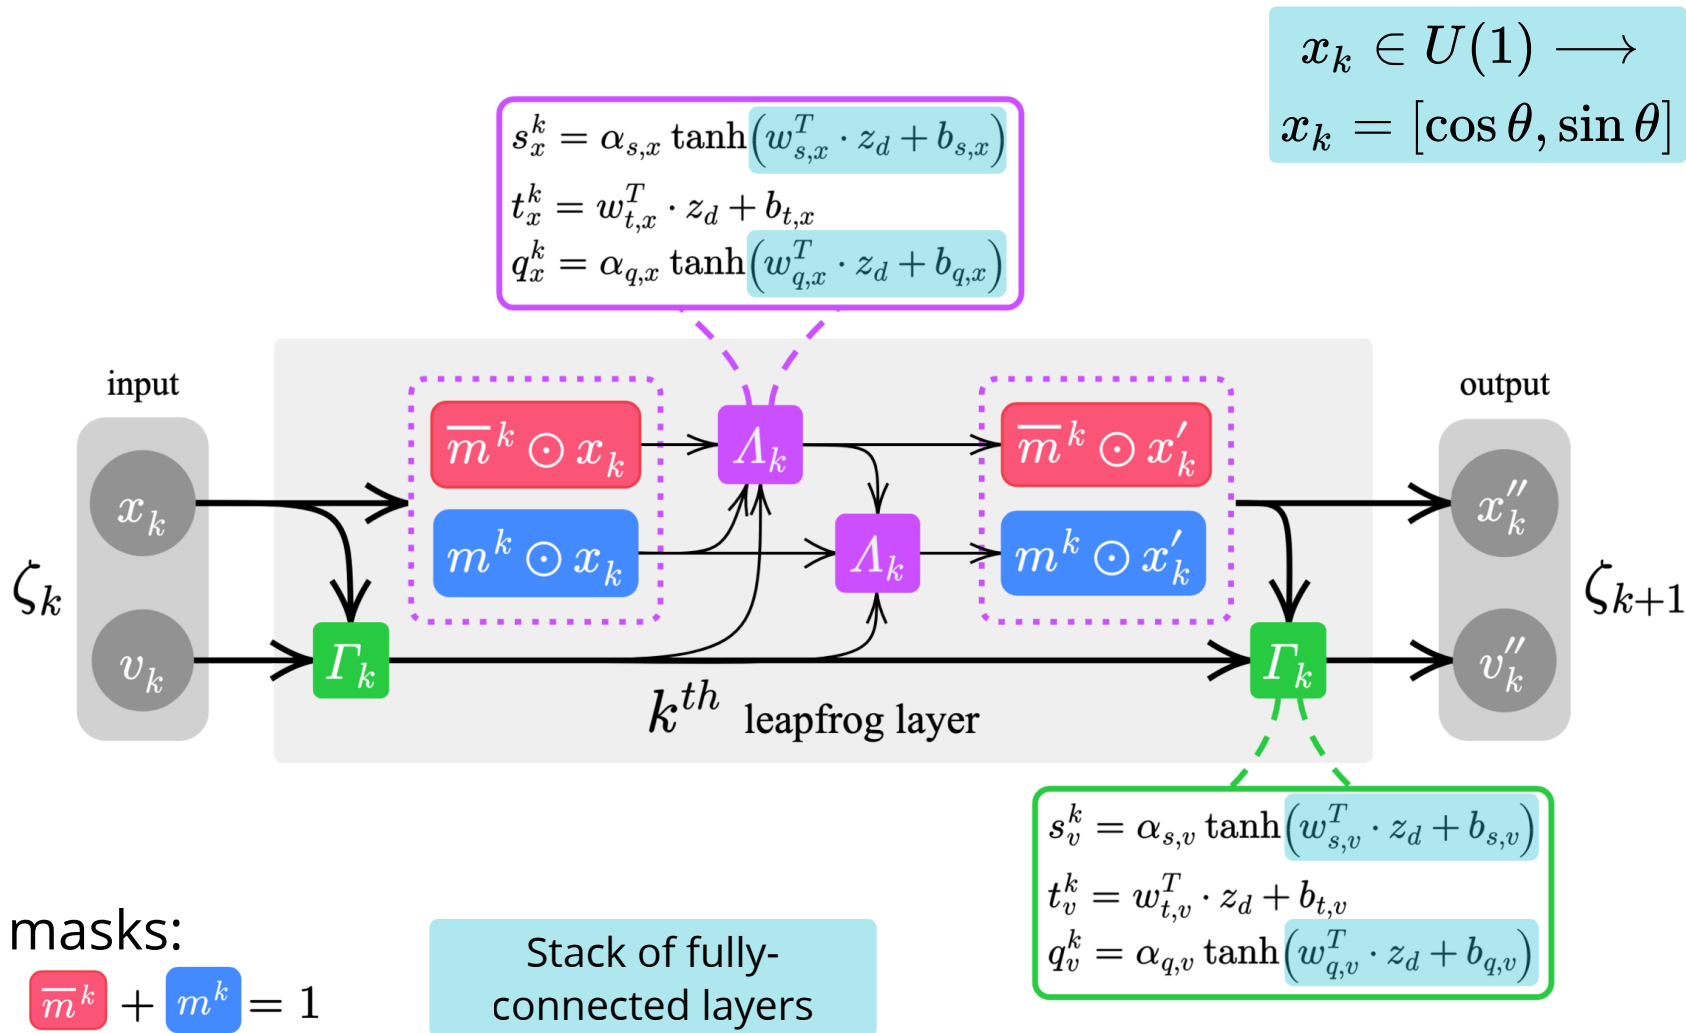 x_k ∈ U(1) ⟶
x_k = [cos θ, sin θ]
s_x^k = α_{s,x} tanh(w_{s,x}^T · z_d + b_{s,x})
t_x^k = w_{t,x}^T · z_d + b_{t,x}
q_x^k = α_{q,x} tanh(w_{q,x}^T · z_d + b_{q,x})
input
output
x_k
v_k
ζ_k
m̅^k ⊙ x_k
m^k ⊙ x_k
Λ_k
Λ_k
m̅^k ⊙ x′_k
m^k ⊙ x′_k
Γ_k
Γ_k
x″_k
v″_k
ζ_{k+1}
k^{th} leapfrog layer
s_v^k = α_{s,v} tanh(w_{s,v}^T · z_d + b_{s,v})
t_v^k = w_{t,v}^T · z_d + b_{t,v}
q_v^k = α_{q,v} tanh(w_{q,v}^T · z_d + b_{q,v})
masks:
m̅^k + m^k = 1
Stack of fully-
connected layers